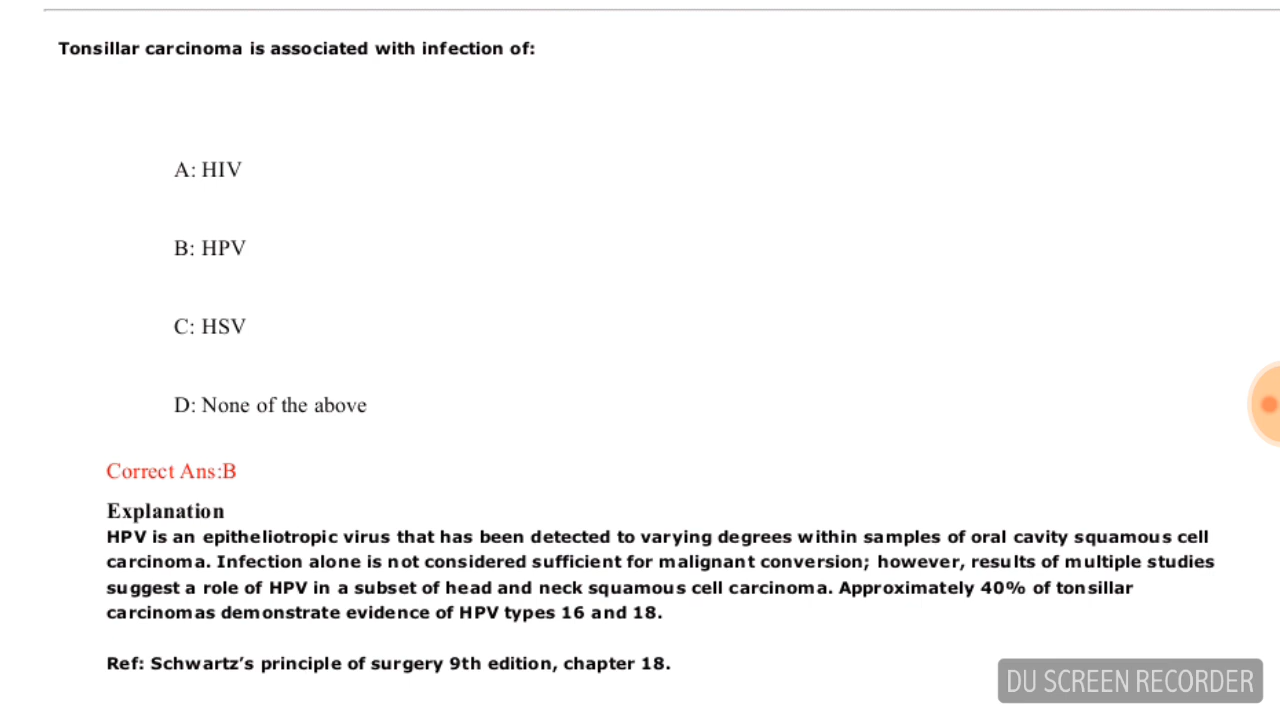 Tonsillar carcinoma is associated with infection of:
A: HIV
B: HPV
C: HSV
D: None of the above
Correct Ans:B
Explanation
HPV is an epitheliotropic virus that has been detected to varying degrees within samples of oral cavity squamous cell
carcinoma. Infection alone is not considered sufficient for malignant conversion; however, results of multiple studies
suggest a role of HPV in a subset of head and neck squamous cell carcinoma. Approximately 40% of tonsillar
carcinomas demonstrate evidence of HPV types 16 and 18.
Ref: Schwartz’s principle of surgery 9th edition, chapter 18.
DU SCREEN RECORDER